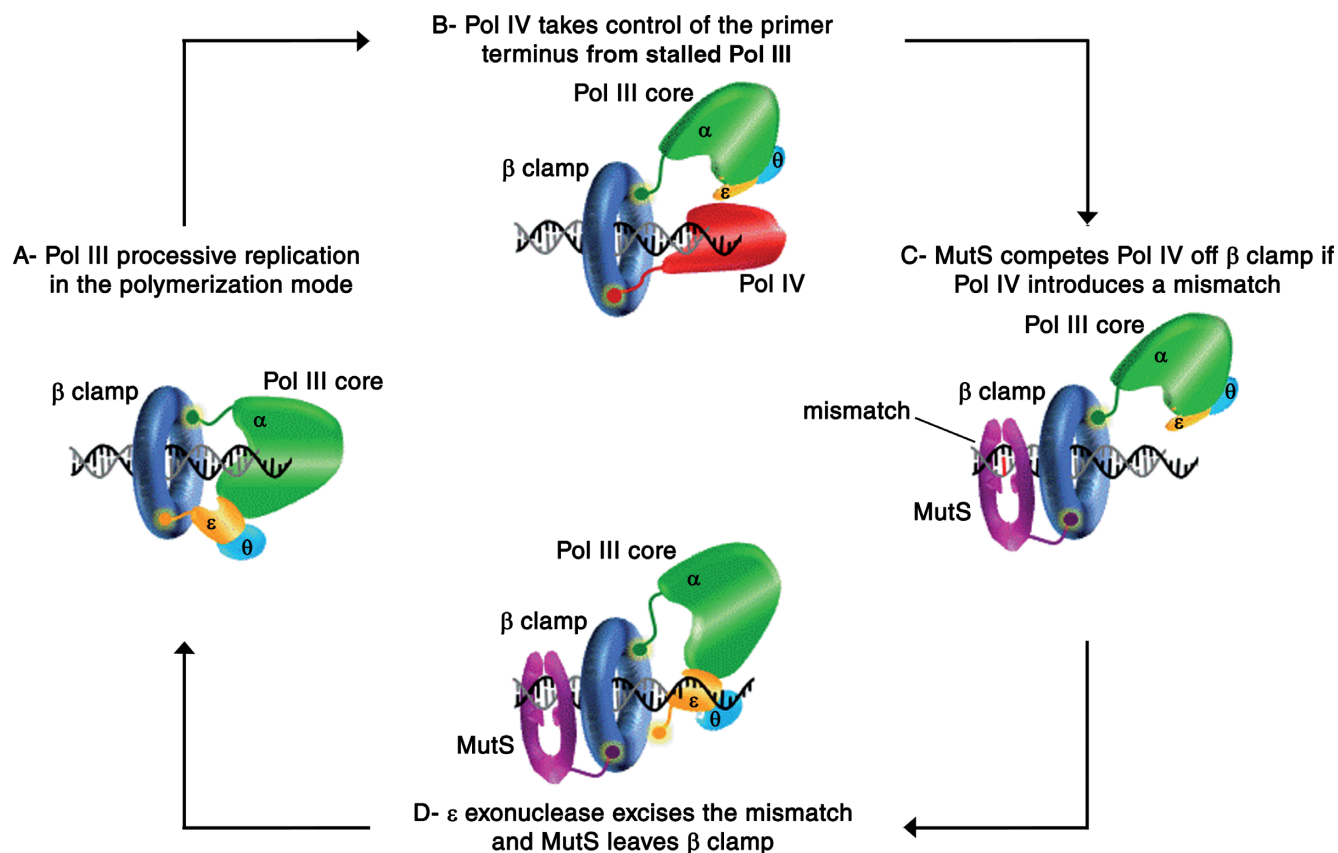 B- Pol IV takes control of the primer
terminus from stalled Pol III
Pol III core
α
θ
ε
β clamp
Pol IV
A- Pol III processive replication
in the polymerization mode
Pol III core
β clamp
α
ε
θ
C- MutS competes Pol IV off β clamp if
Pol IV introduces a mismatch
Pol III core
α
β clamp
θ
ε
mismatch
MutS
Pol III core
α
β clamp
ε
θ
MutS
D- ε exonuclease excises the mismatch
and MutS leaves β clamp